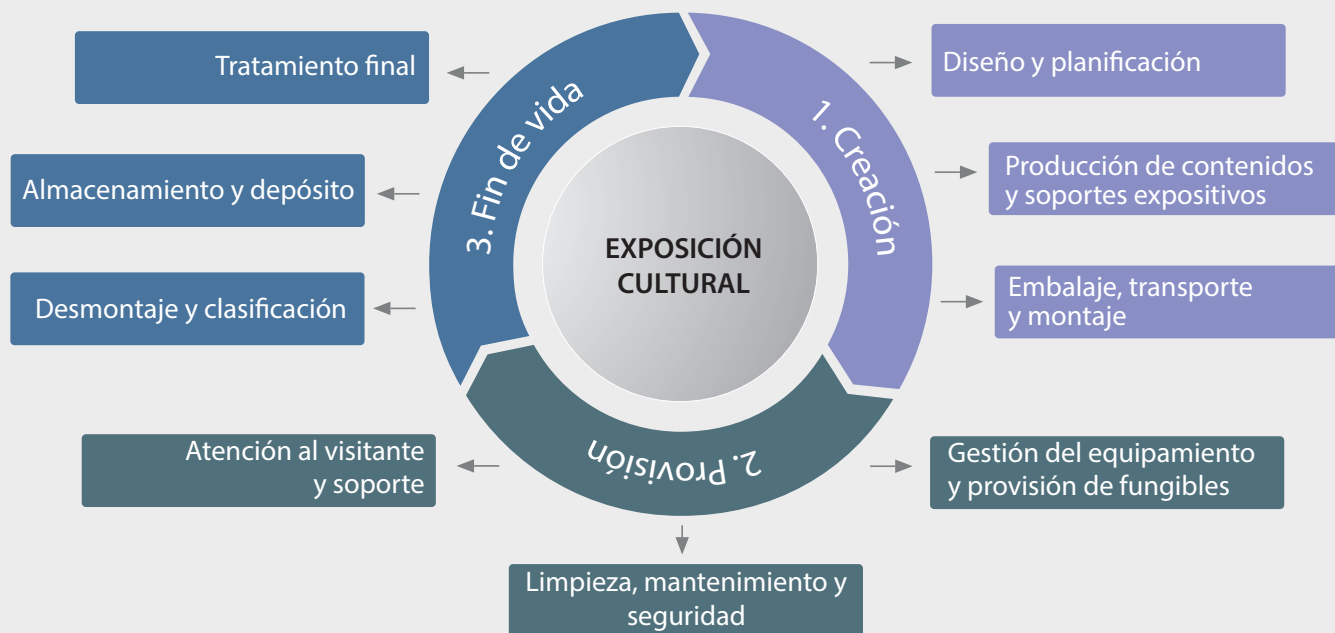 EXPOSICIÓN
CULTURAL
1. Creación
Diseño y planificación
Producción de contenidos
y soportes expositivos
Embalaje, transporte
y montaje
2. Provisión
Gestión del equipamiento
y provisión de fungibles
Limpieza, mantenimiento y
seguridad
Atención al visitante
y soporte
3. Fin de vida
Desmontaje y clasificación
Almacenamiento y depósito
Tratamiento final